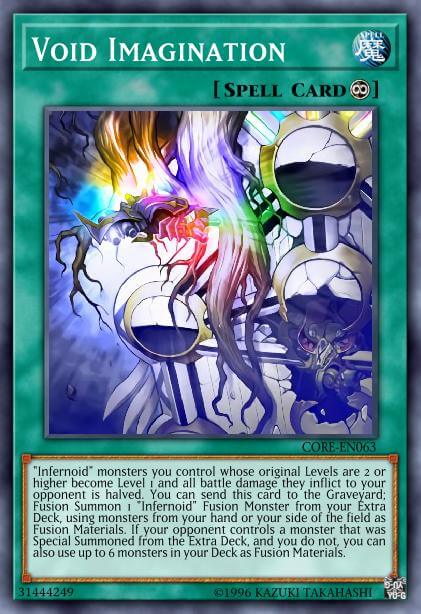 VOID IMAGINATION
SPELL
魔
[SPELL CARD]
CORE-EN063
"Infernoid" monsters you control whose original Levels are 2 or
higher become Level 1 and all battle damage they inflict to your
opponent is halved. You can send this card to the Graveyard;
Fusion Summon 1 "Infernoid" Fusion Monster from your Extra
Deck, using monsters from your hand or your side of the field as
Fusion Materials. If your opponent controls a monster that was
Special Summoned from the Extra Deck, and you do not, you can
also use up to 6 monsters in your Deck as Fusion Materials.
31444249
©1996 KAZUKI TAKAHASHI